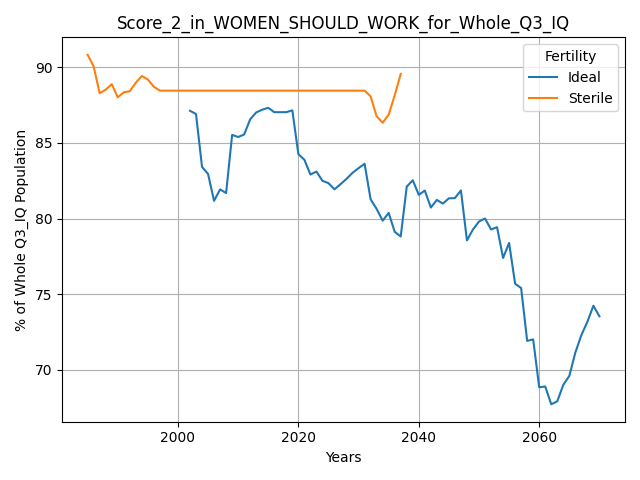 Score_2_in_WOMEN_SHOULD_WORK_for_Whole_Q3_IQ
Fertility
Ideal
Sterile
% of Whole Q3_IQ Population
90
85
80
75
70
2000
2020
2040
2060
Years